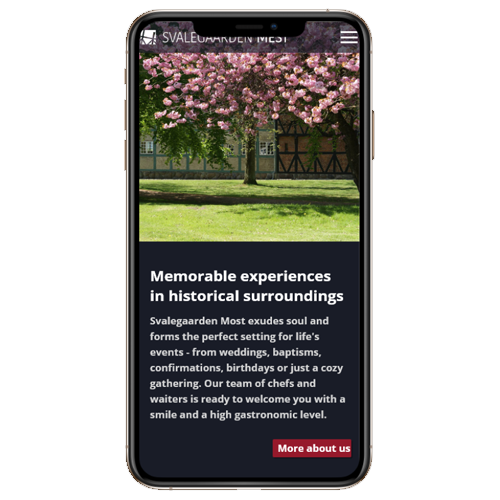 SVALEGAARDEN MEST
Memorable experiences
in historical surroundings
Svalegaarden Most exudes soul and
forms the perfect setting for life's
events - from weddings, baptisms,
confirmations, birthdays or just a cozy
gathering. Our team of chefs and
waiters is ready to welcome you with a
smile and a high gastronomic level.
More about us